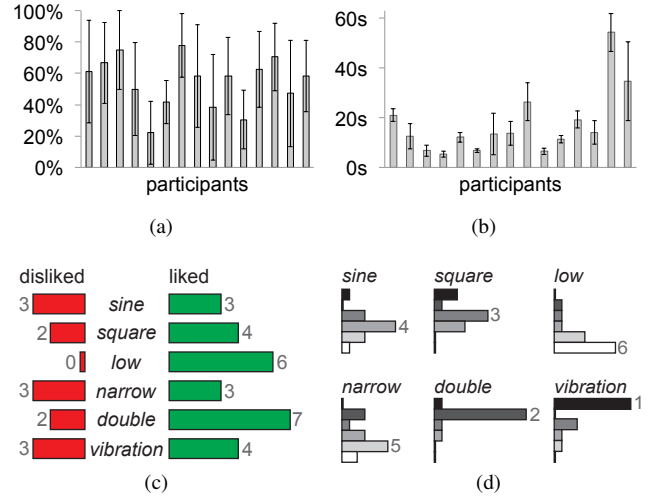 100%
80%
60%
40%
20%
0%
participants
(a)
60s
40s
20s
0s
participants
(b)
disliked liked
3 sine 3
2 square 4
0 low 6
3 narrow 3
2 double 7
3 vibration 4
(c)
sine square low
4 3 6
narrow double vibration
5 2 1
(d)